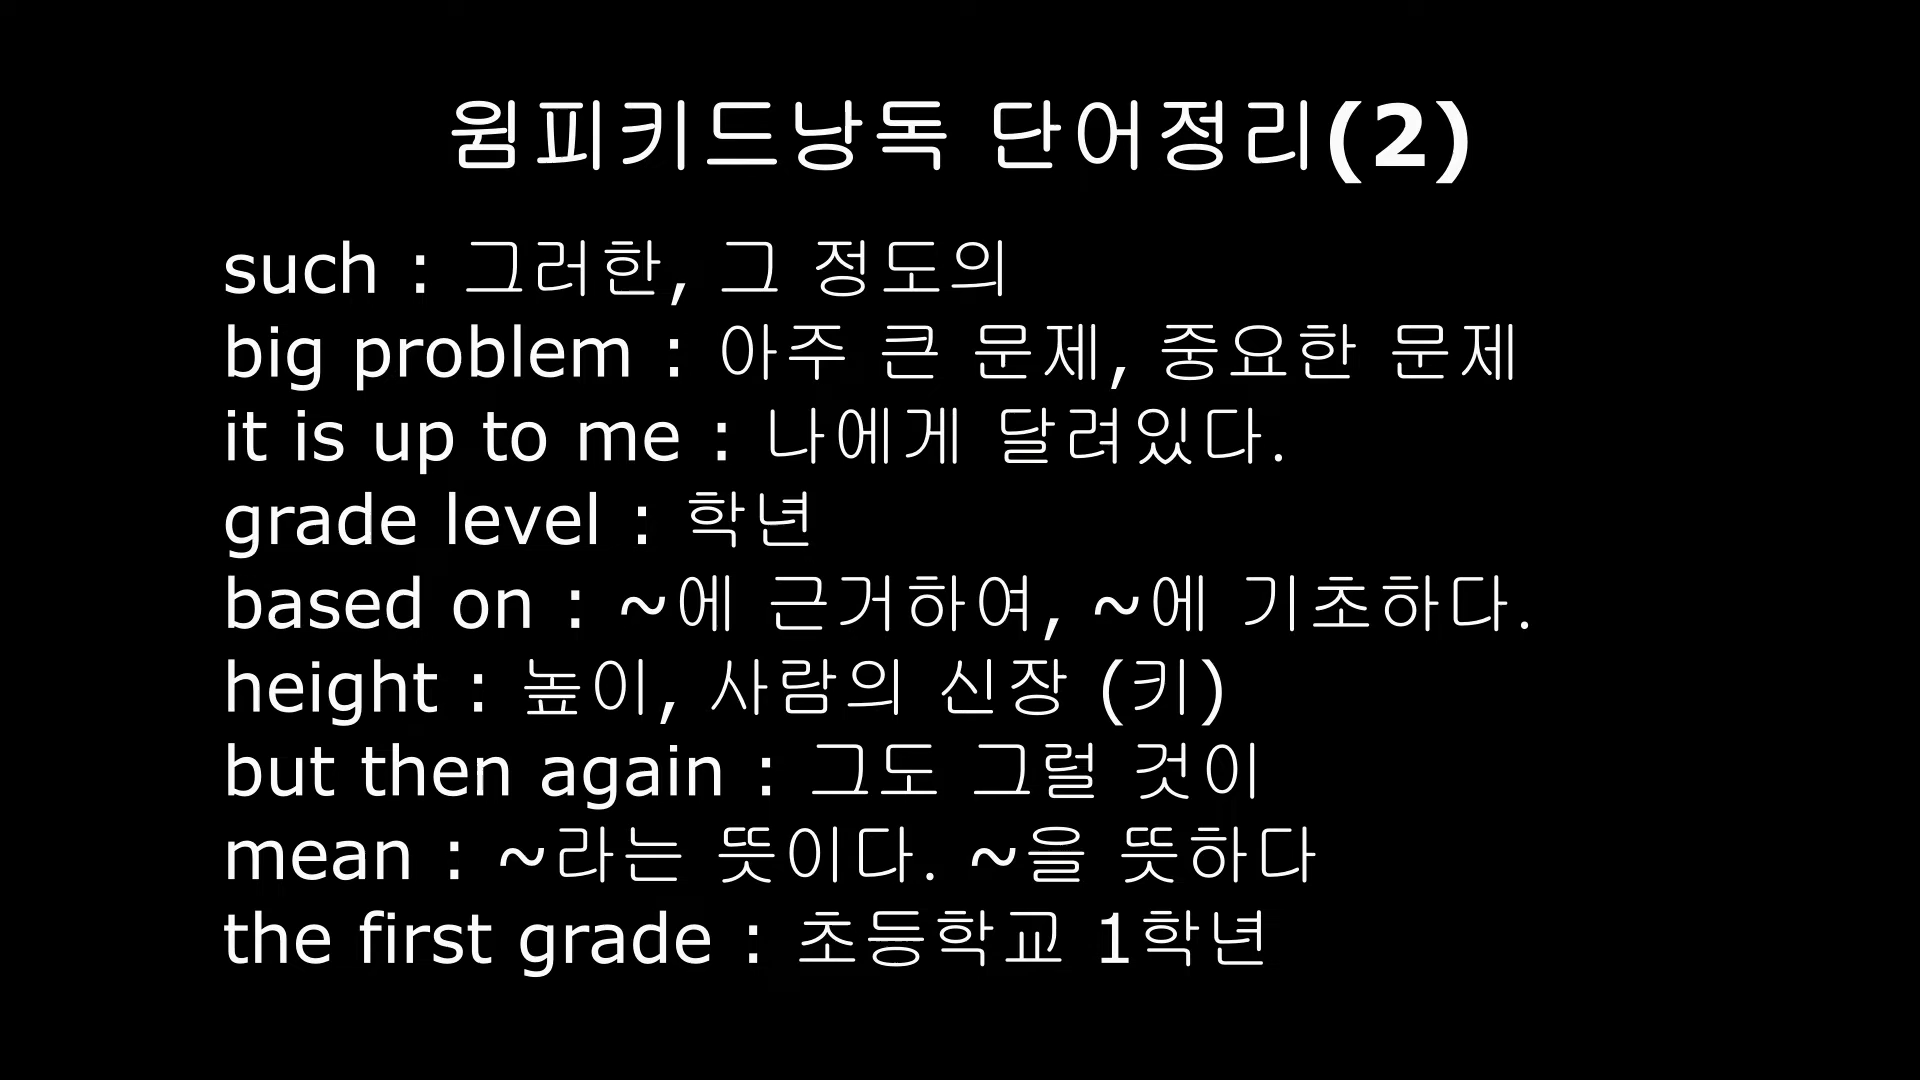 웜피키드낭독 단어정리(2)
such : 그러한, 그 정도의
big problem : 아주 큰 문제, 중요한 문제
it is up to me : 나에게 달려있다.
grade level : 학년
based on : ~에 근거하여, ~에 기초하다.
height : 높이, 사람의 신장 (키)
but then again : 그도 그럴 것이
mean : ~라는 뜻이다. ~을 뜻하다
the first grade : 초등학교 1학년